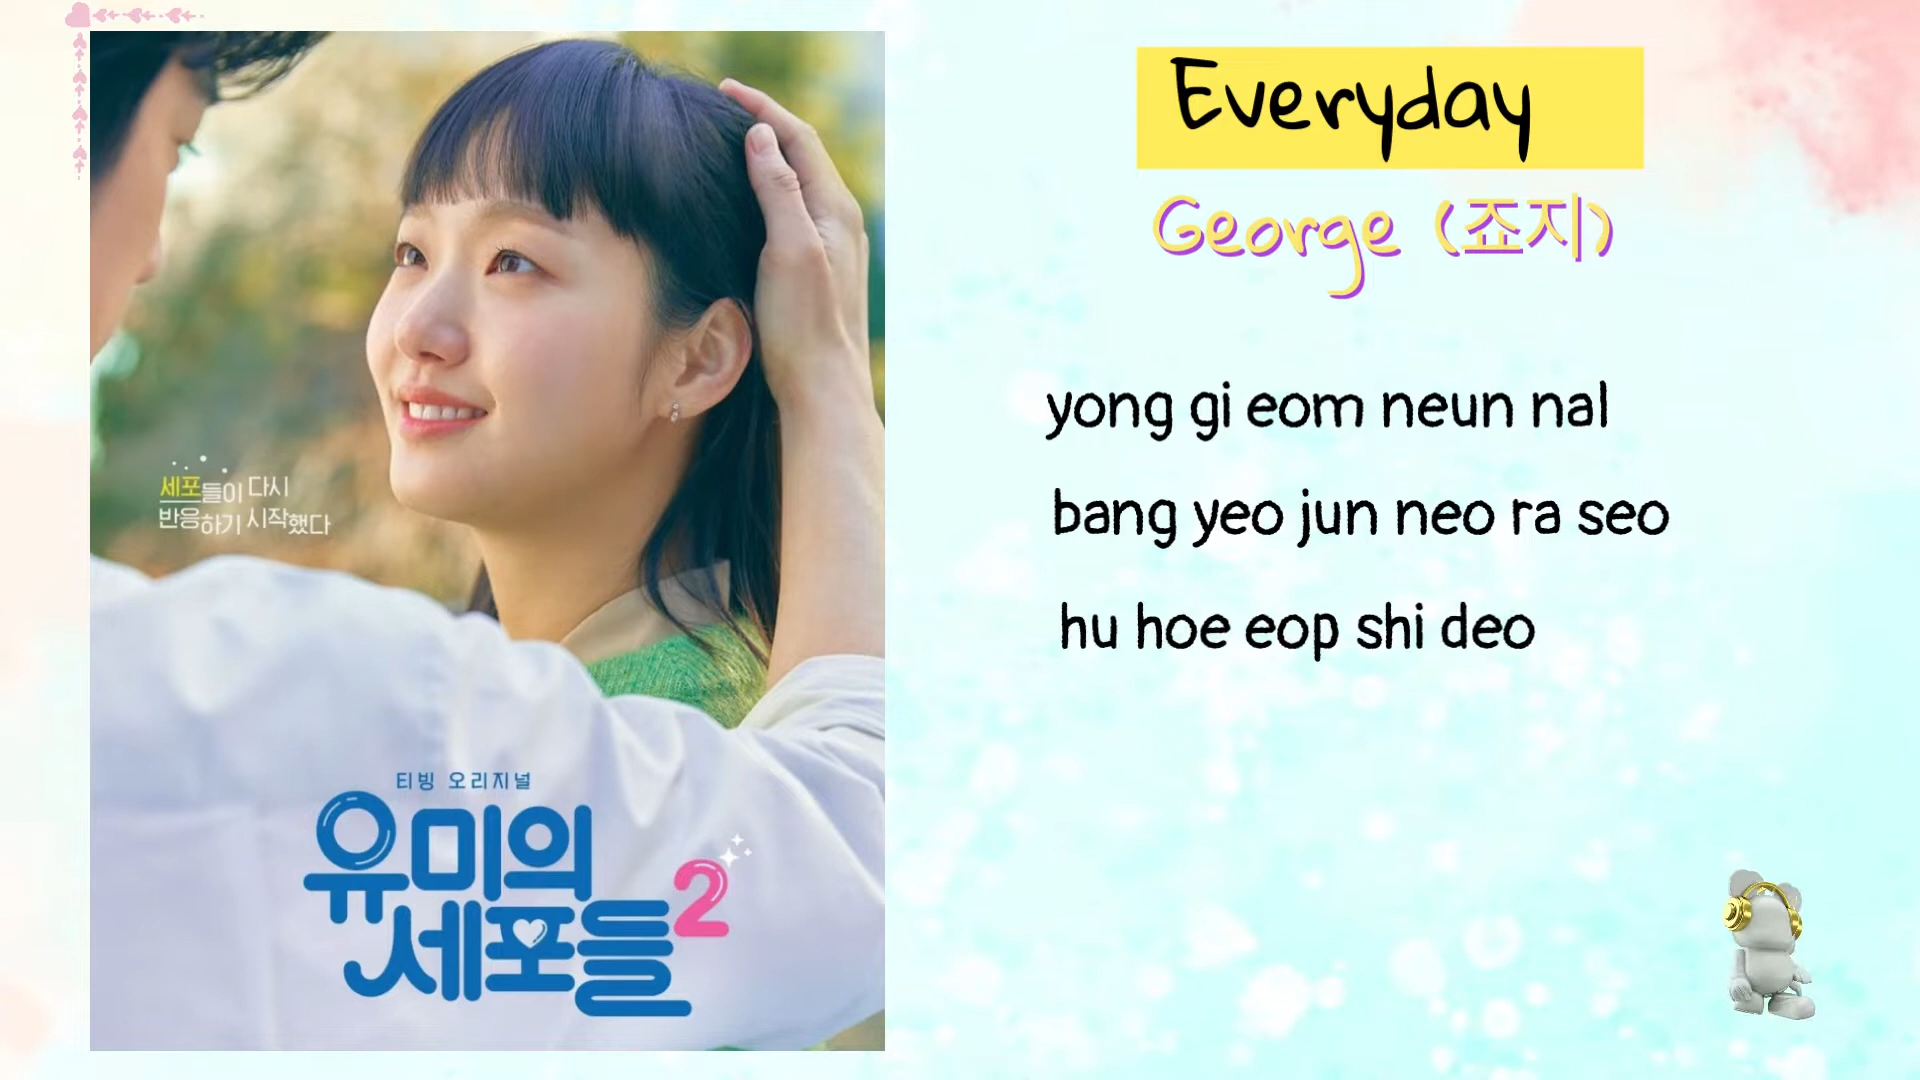 세포들이 다시
반응하기 시작했다
티빙 오리지널
유미의
세포들2
Everyday
George (죠지)
yong gi eom neun nal
bang yeo jun neo ra seo
hu hoe eop shi deo